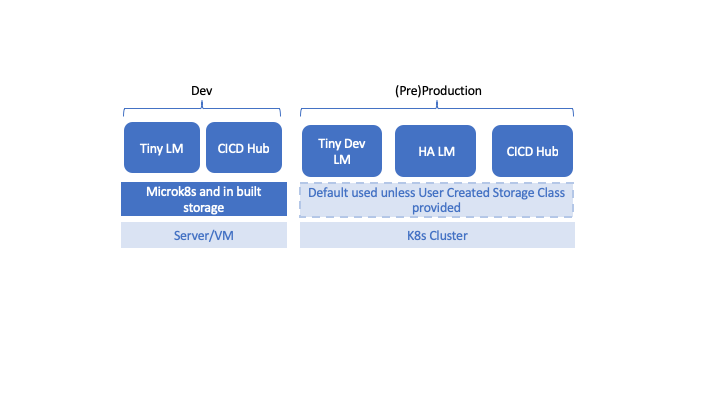 Dev
(Pre)Production
Tiny LM
CICD Hub
Tiny Dev
LM
HA LM
CICD Hub
Microk8s and in built
storage
Default used unless User Created Storage Class
provided
Server/VM
K8s Cluster